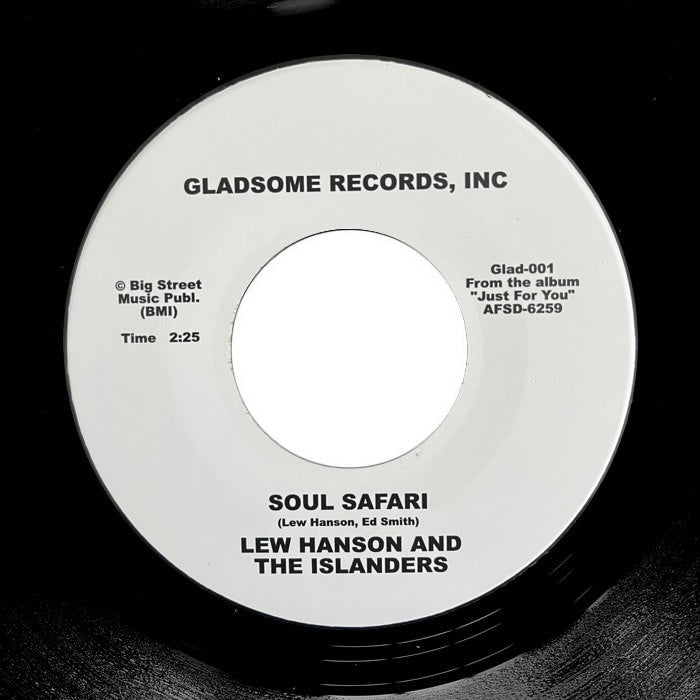 GLADSOME RECORDS, INC
© Big Street
Music Publ.
(BMI)
Time 2:25
Glad-001
From the album
"Just For You"
AFSD-6259
SOUL SAFARI
(Lew Hanson, Ed Smith)
LEW HANSON AND
THE ISLANDERS